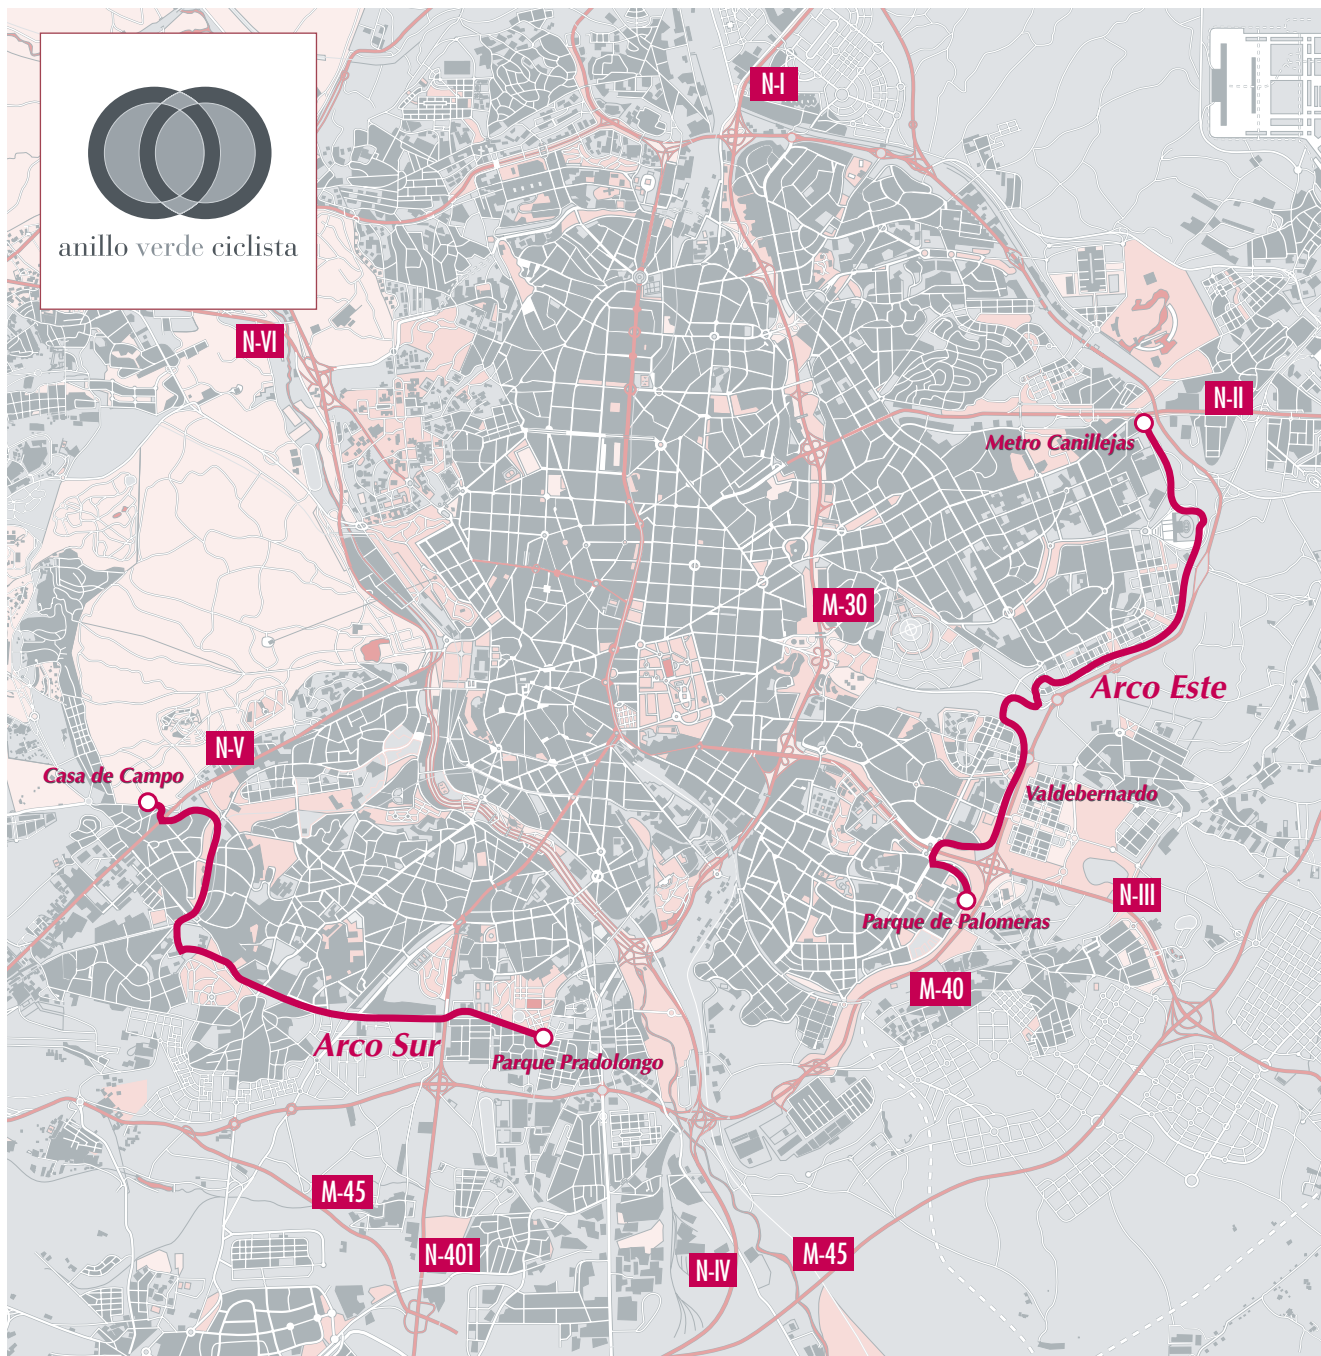 N-I
anillo verde ciclista
N-VI
N-II
Metro Canillejas
M-30
Arco Este
N-V
Casa de Campo
Valdebernardo
N-III
Parque de Palomeras
M-40
Arco Sur
Parque Pradolongo
M-45
N-401
M-45
N-IV